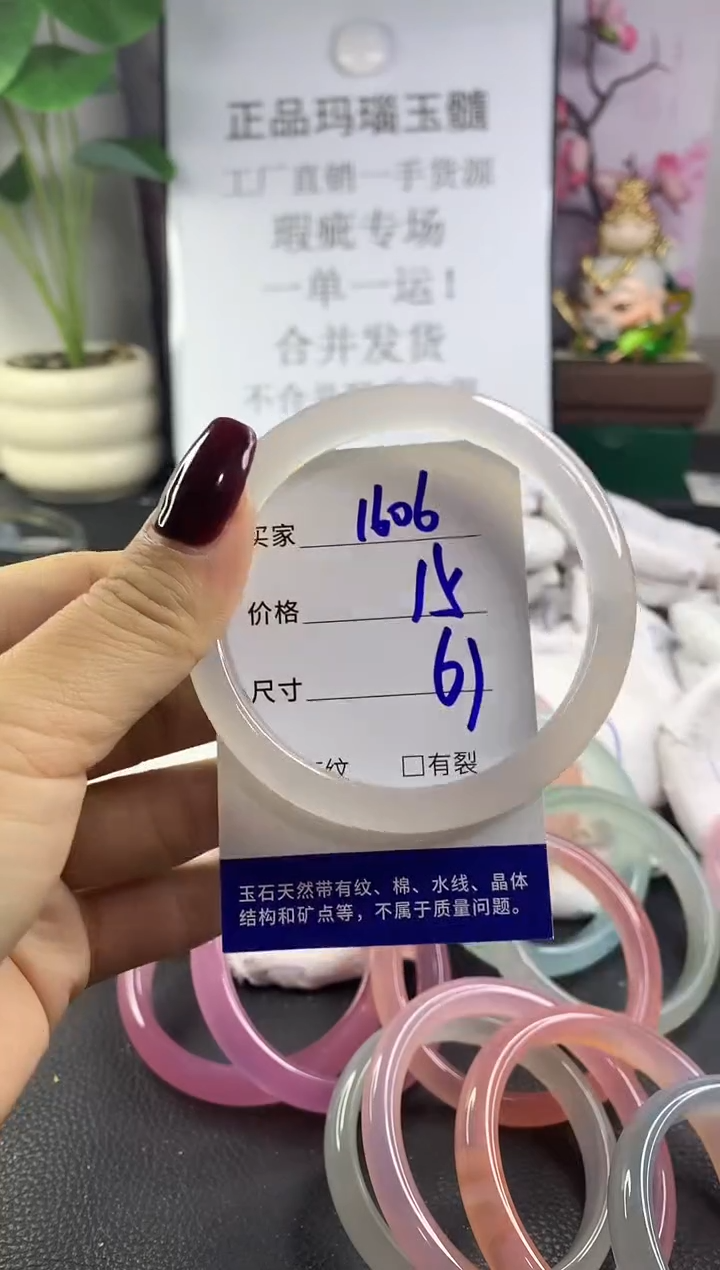 正品玛瑙玉髓
工厂直销一手货源
瑕疵专场
一单一运！
合并发货
买家 1606
价格 15
尺寸 61
纹 □有裂
玉石天然带有纹、棉、水线、晶体
结构和矿点等，不属于质量问题。